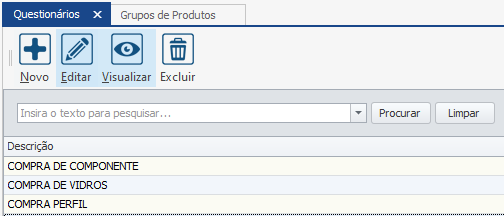 Questionários
Grupos de Produtos
Novo Editar Visualizar Excluir
Insira o texto para pesquisar... Procurar Limpar
Descrição
COMPRA DE COMPONENTE
COMPRA DE VIDROS
COMPRA PERFIL